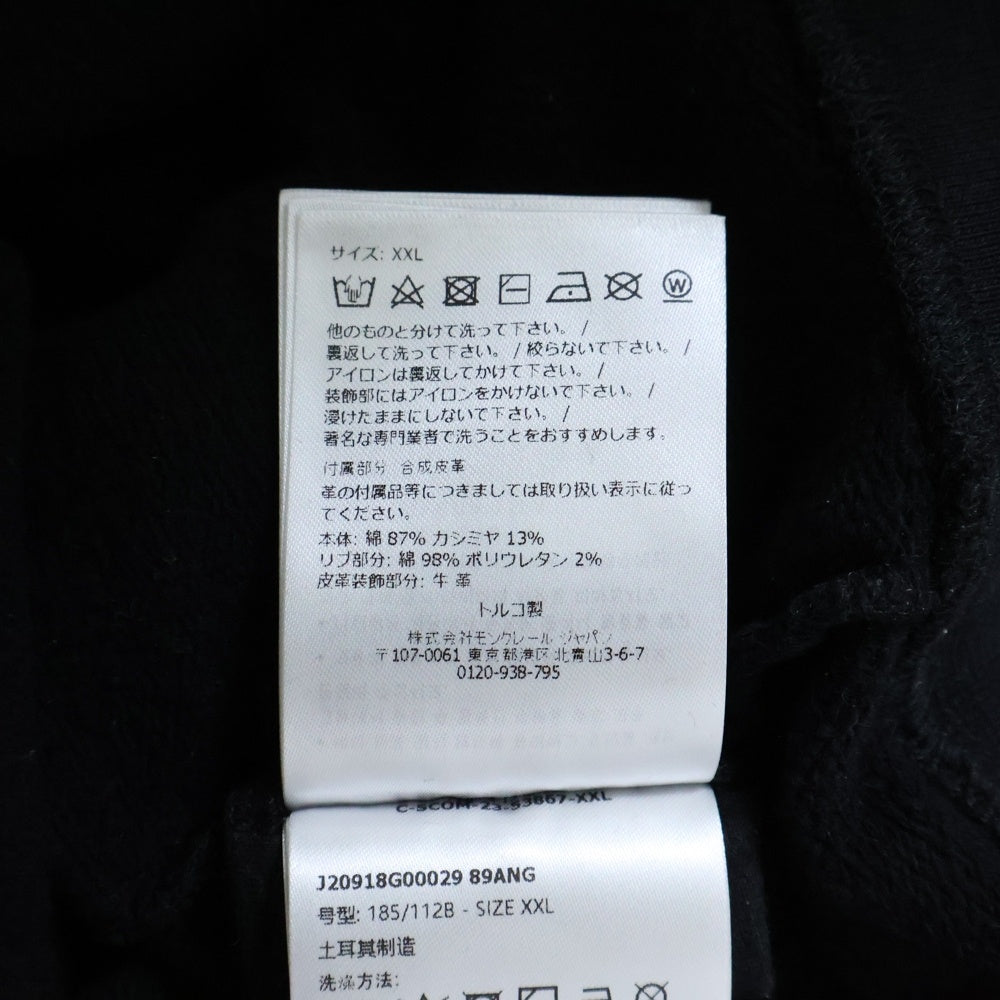 サイズ: XXL
W
他のものと分けて洗って下さい。 /
裏返して洗って下さい。 / 絞らないで下さい。 /
アイロンは裏返してかけて下さい。 /
装飾部にはアイロンをかけないで下さい。 /
浸けたままにしないて下さい。 /
著名な専門業者で洗うことをおすすめします。
付属部分 合成皮革
革の付属品等につきましては取り扱い表示に従っ
てください。
本体: 綿 87% カシミヤ 13%
リブ部分: 綿 98% ポリウレタン 2%
皮革装飾部分: 牛 革
トルコ製
株式会社モンクレール ジャパン
〒107-0061 東京都港区北青山3-6-7
0120-938-795
C-SCOM-23-53867-XXL
J20918G00029 89ANG
号型: 185/112B - SIZE XXL
土耳其制造
洗涤方法: